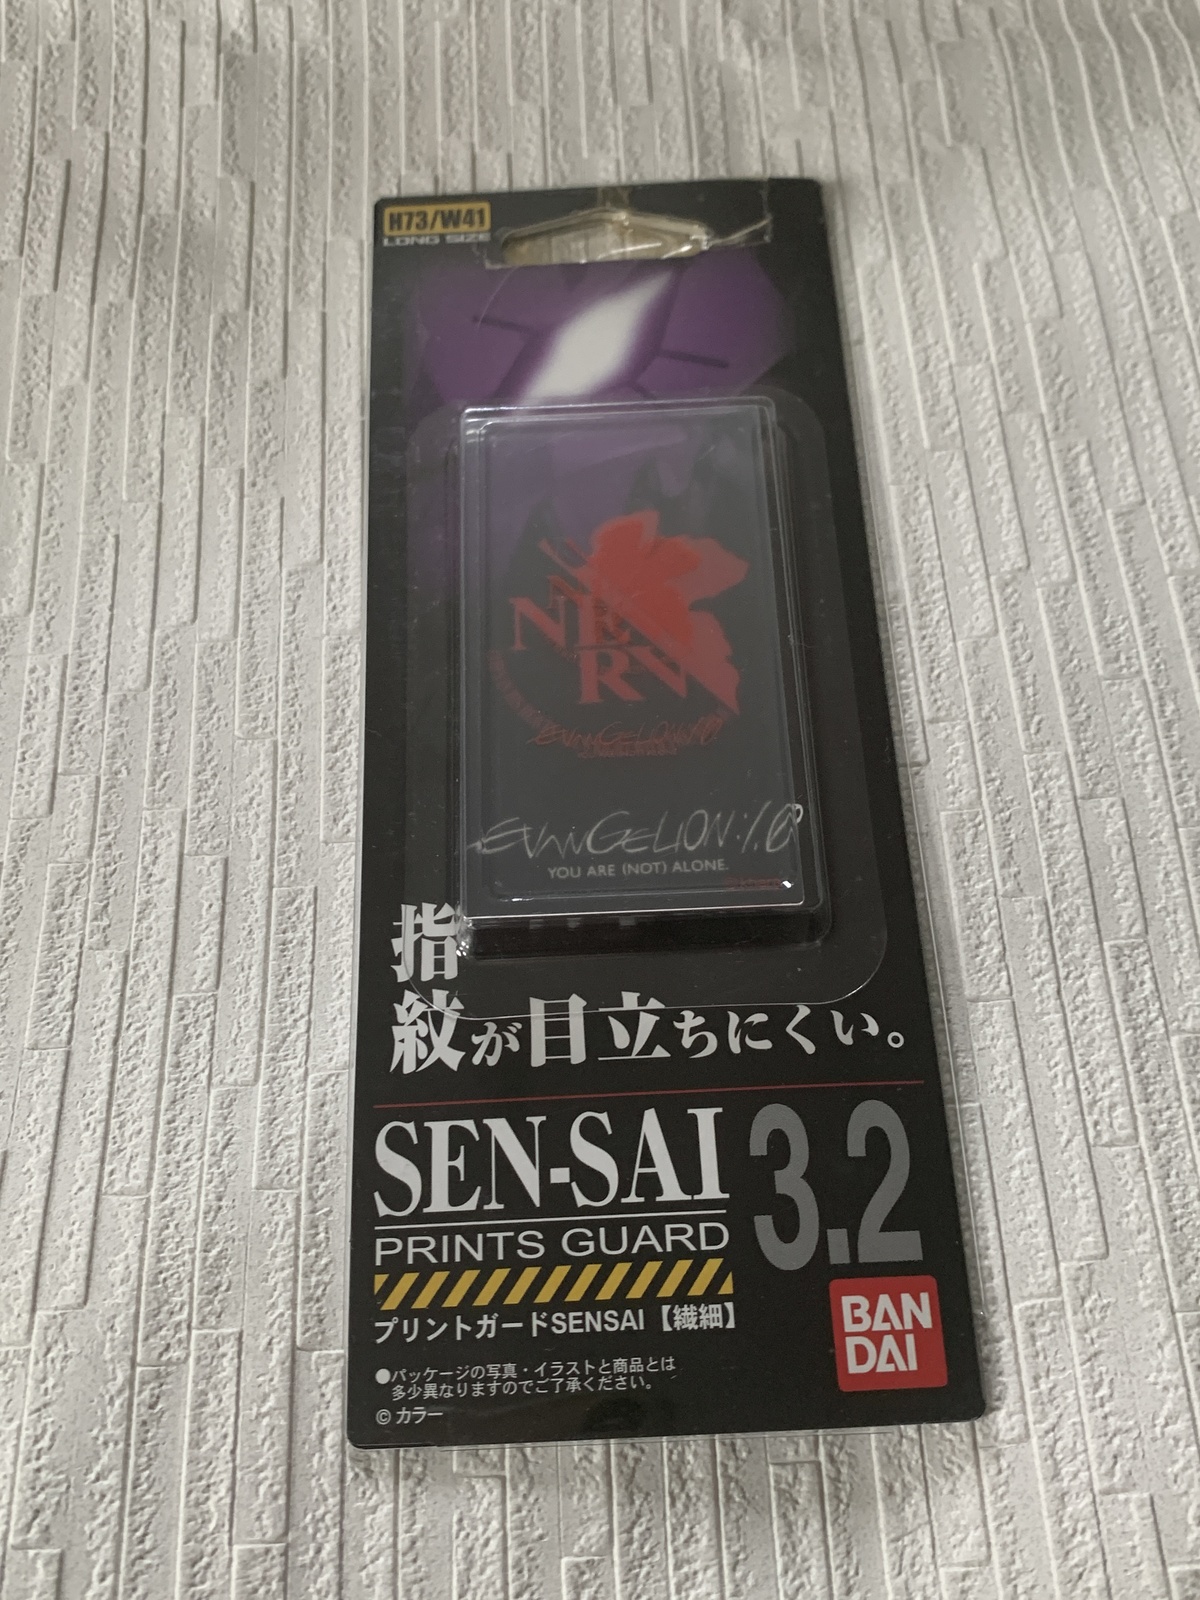 H73/W41
LONG SIZE
NERV
EVANGELION:1.0
YOU ARE (NOT) ALONE.
指
紋が目立ちにくい。
SEN-SAI
3.2
PRINTS GUARD
プリントガードSENSAI【繊細】
BAN
DAI
●パッケージの写真・イラストと商品とは
多少異なりますのでご了承ください。
© カラー